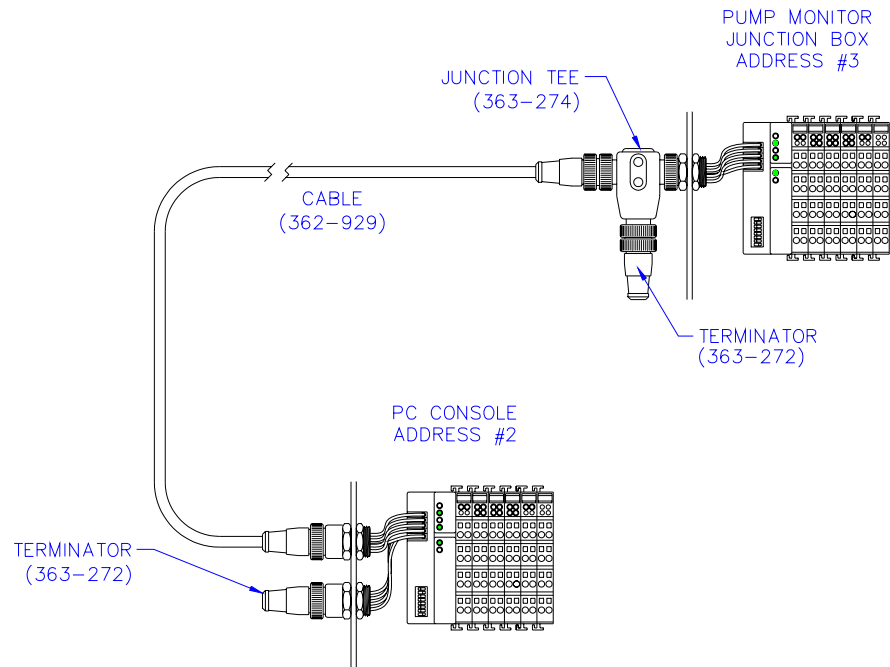 PUMP MONITOR
JUNCTION BOX
ADDRESS #3
JUNCTION TEE
(363-274)
CABLE
(362-929)
TERMINATOR
(363-272)
PC CONSOLE
ADDRESS #2
TERMINATOR
(363-272)